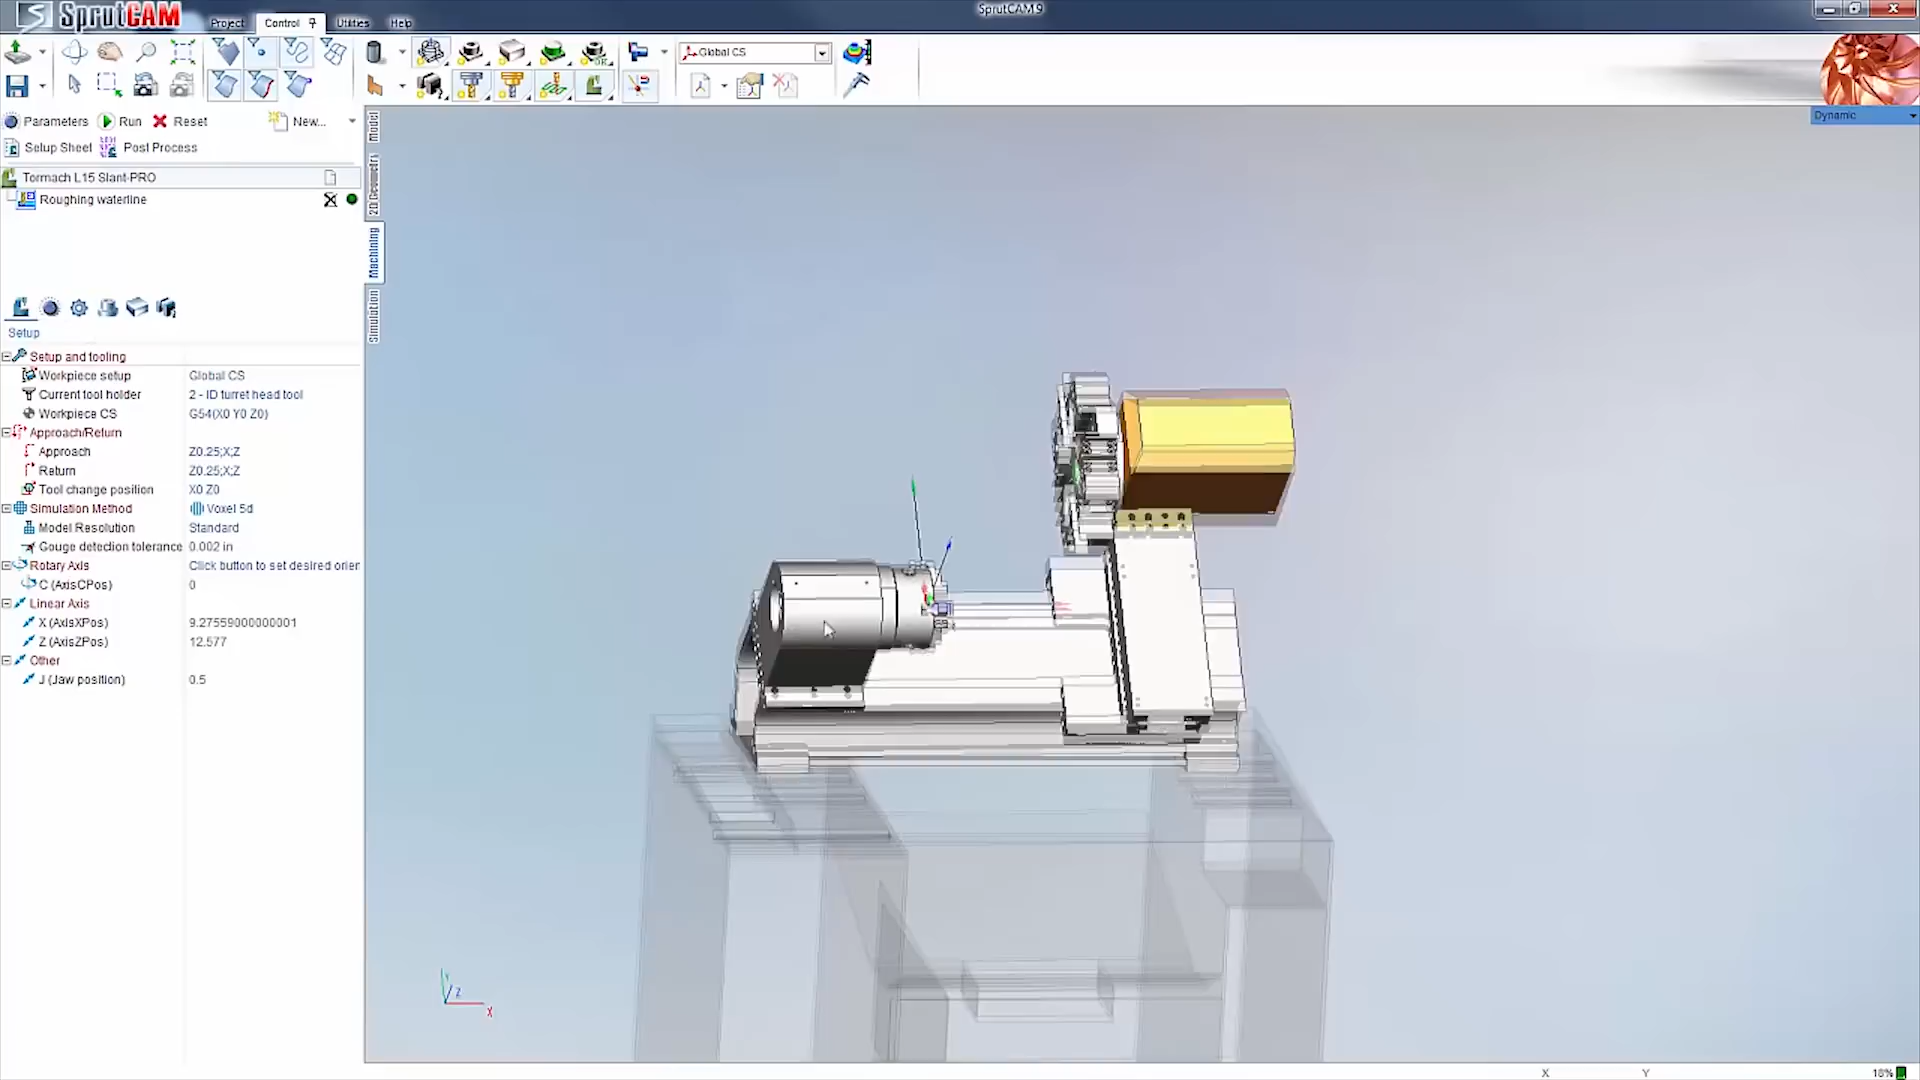 SprutCAM
SprutCAM 9
Project Control Utilities Help
Global CS
Dynamic
Parameters Run Reset New...
Setup Sheet Post Process
Tormach L15 Slant-PRO
Roughing waterline
Model
2D Geometry
Machining
Simulation
Setup
Setup and tooling
Workpiece setup Global CS
Current tool holder 2 - ID turret head tool
Workpiece CS G54(X0 Y0 Z0)
Approach/Return
Approach Z0.25;X;Z
Return Z0.25;X;Z
Tool change position X0 Z0
Simulation Method Voxel 5d
Model Resolution Standard
Gouge detection tolerance 0.002 in
Rotary Axis Click button to set desired orien
C (AxisCPos) 0
Linear Axis
X (AxisXPos) 9.27559000000001
Z (AxisZPos) 12.577
Other
J (Jaw position) 0.5
Y
Z
X
X Y 18%